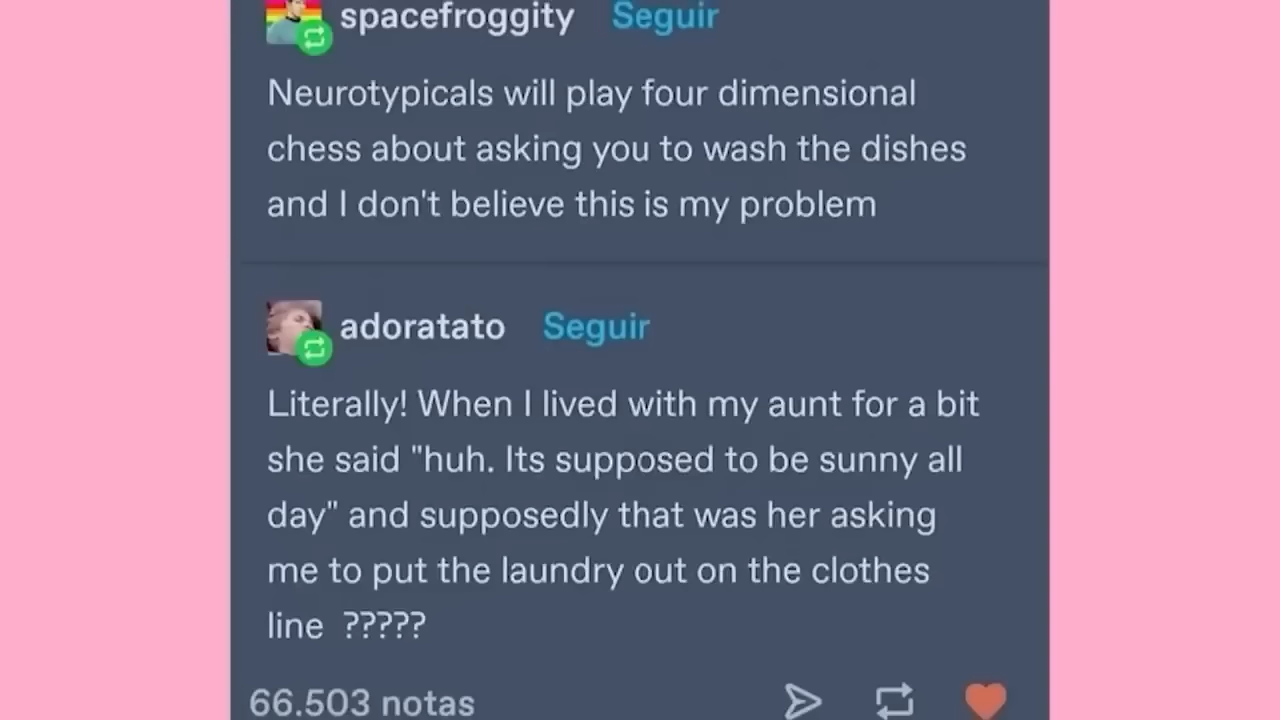 spacefroggity Seguir
Neurotypicals will play four dimensional
chess about asking you to wash the dishes
and I don't believe this is my problem
adoratato Seguir
Literally! When I lived with my aunt for a bit
she said "huh. Its supposed to be sunny all
day" and supposedly that was her asking
me to put the laundry out on the clothes
line ?????
66.503 notas